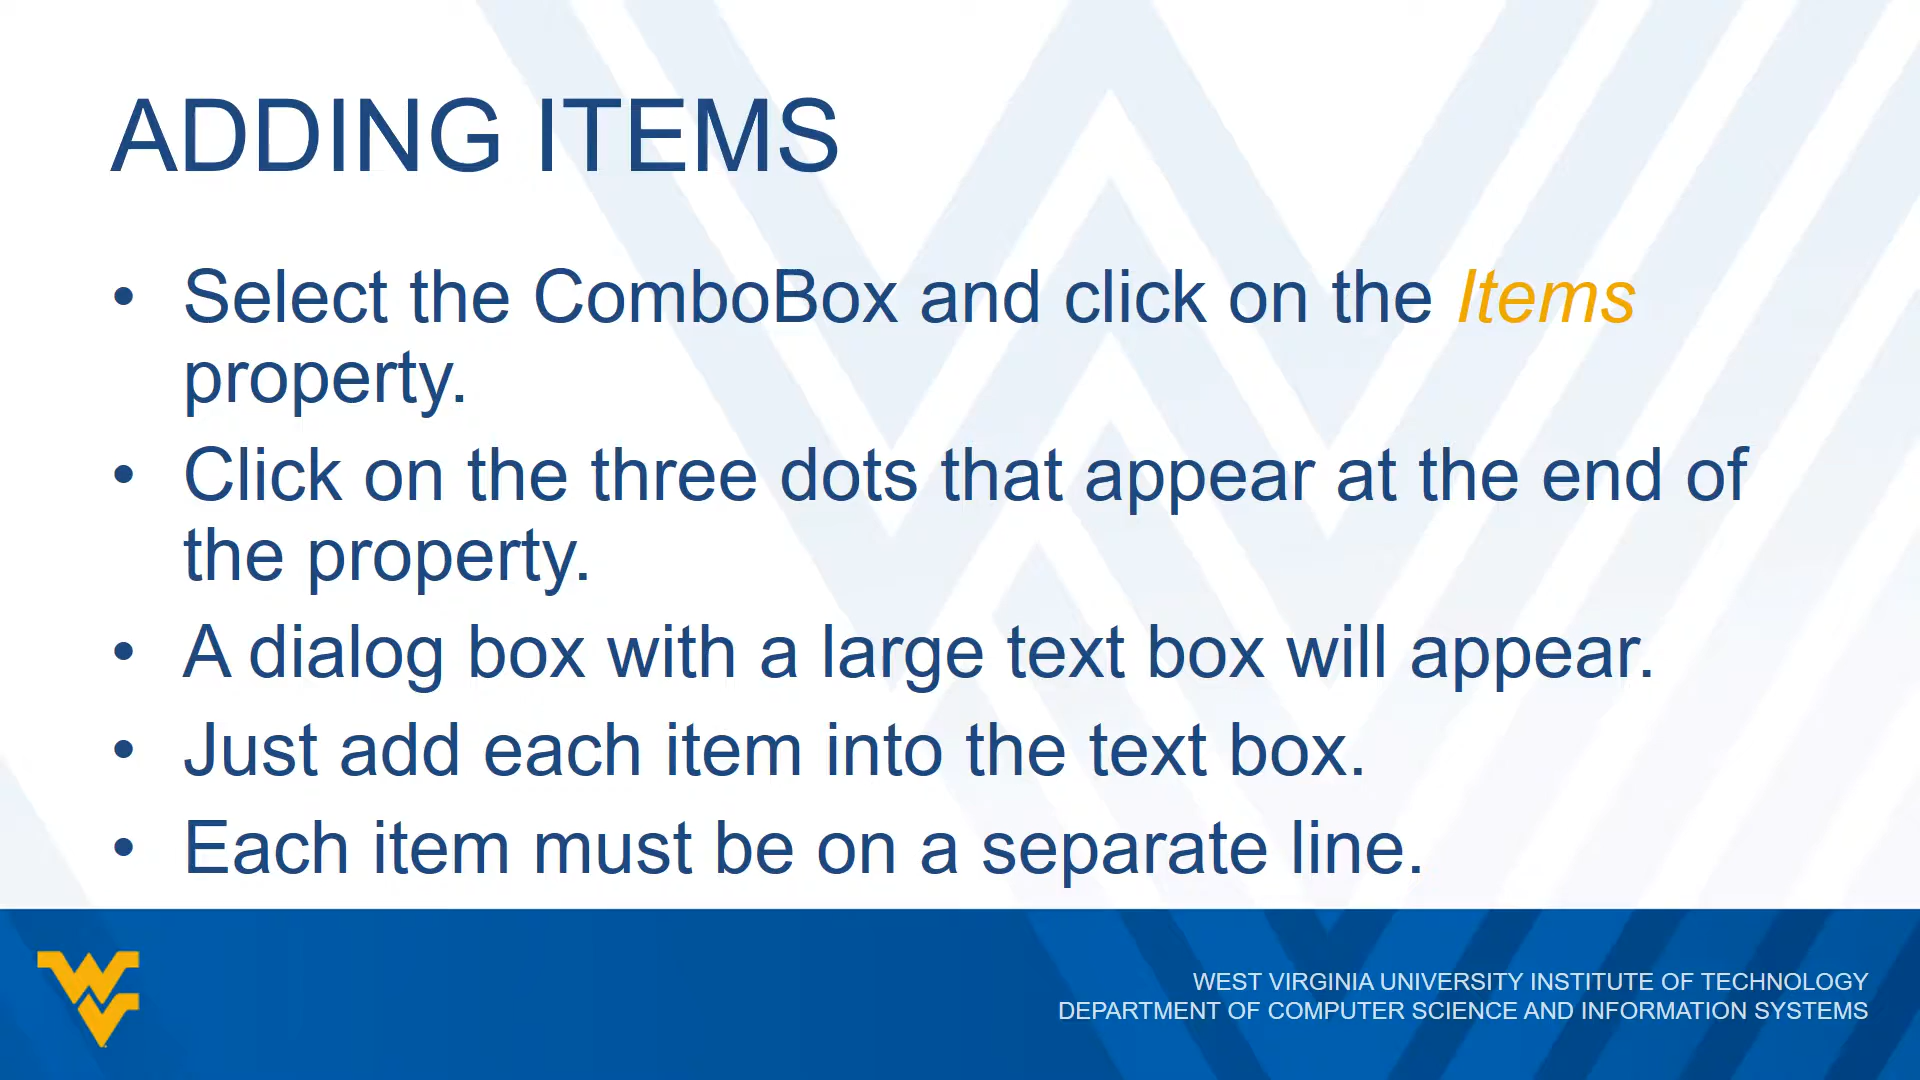 ADDING ITEMS
• Select the ComboBox and click on the Items
property.
• Click on the three dots that appear at the end of
the property.
• A dialog box with a large text box will appear.
• Just add each item into the text box.
• Each item must be on a separate line.
WEST VIRGINIA UNIVERSITY INSTITUTE OF TECHNOLOGY
DEPARTMENT OF COMPUTER SCIENCE AND INFORMATION SYSTEMS